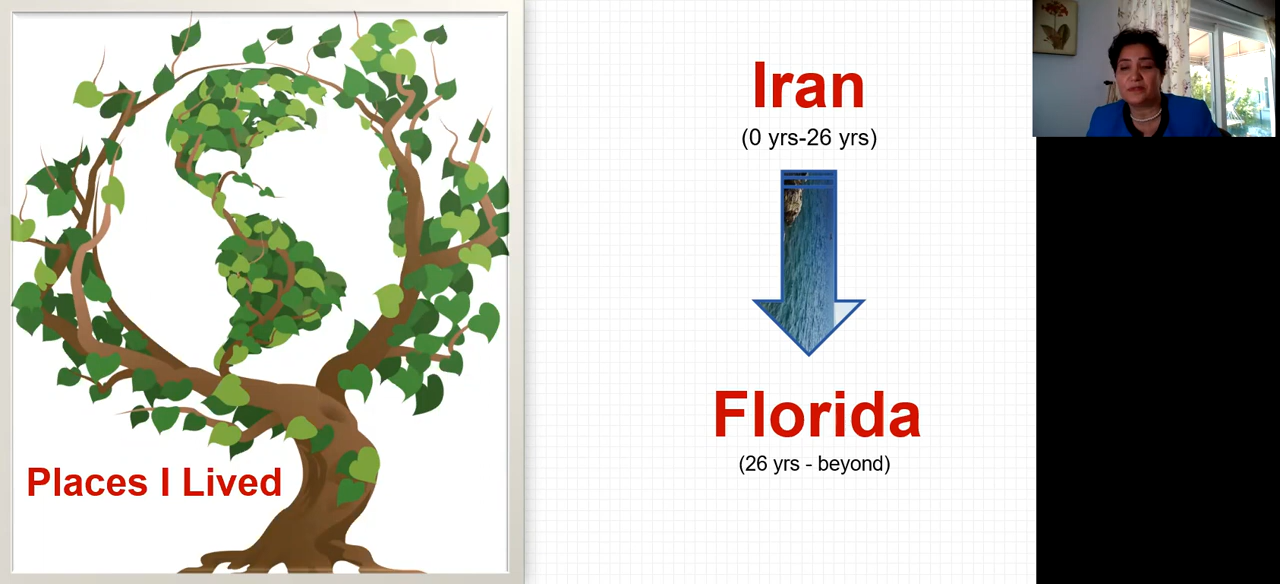 Places I Lived
Iran
(0 yrs-26 yrs)
Florida
(26 yrs - beyond)